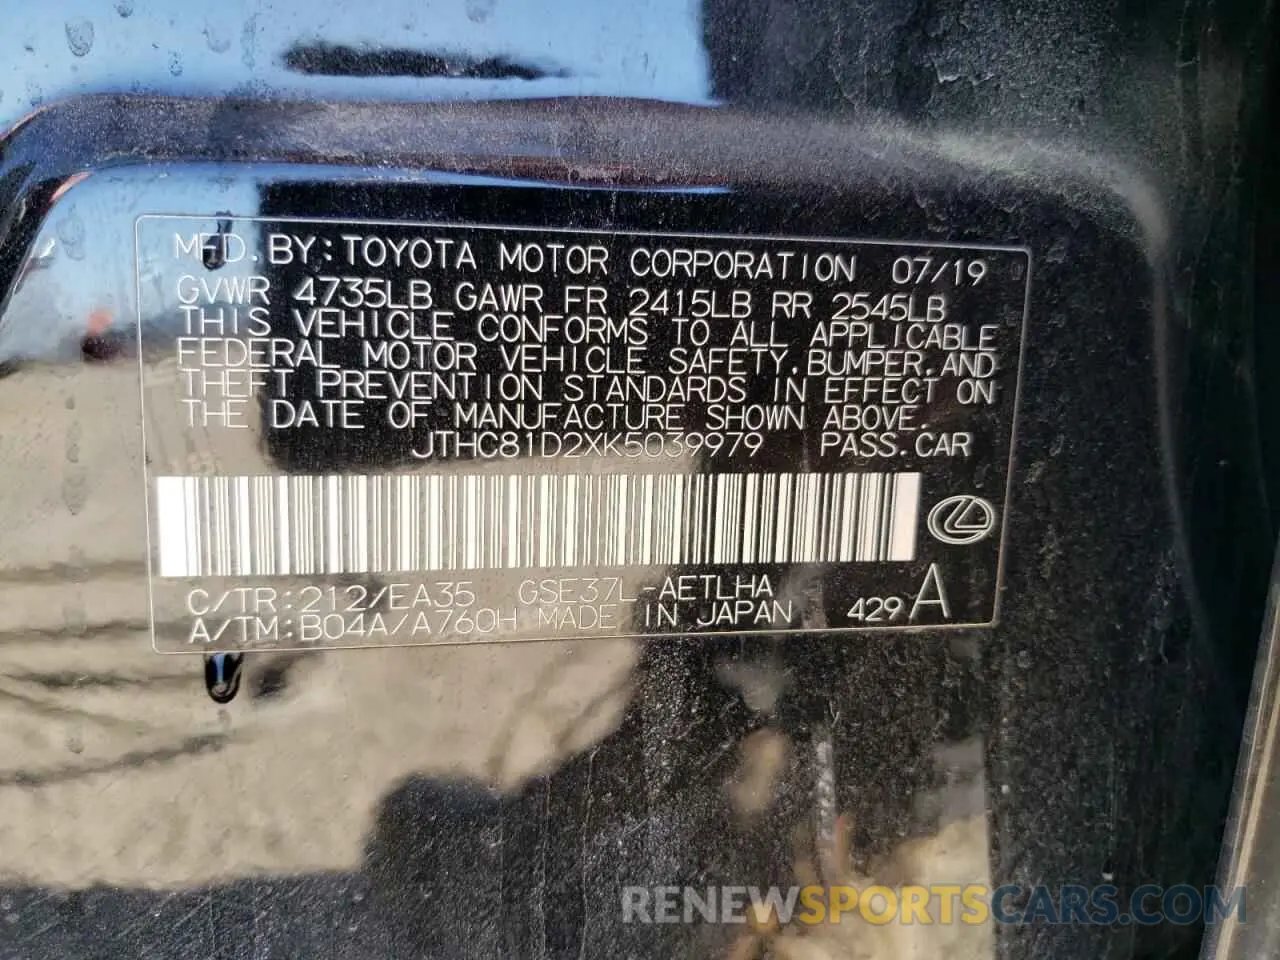 MFD. BY: TOYOTA MOTOR CORPORATION 07/19
GVWR 4735LB GAWR FR 2415LB RR 2545LB
THIS VEHICLE CONFORMS TO ALL APPLICABLE
FEDERAL MOTOR VEHICLE SAFETY, BUMPER, AND
THEFT PREVENTION STANDARDS IN EFFECT ON
THE DATE OF MANUFACTURE SHOWN ABOVE.
JTHC81D2XK5039979 PASS. CAR
C/TR: 212/EA35 GSE37L-AETLHA
A/TM: B04A/A760H MADE IN JAPAN 429 A
RENEWSPORTSCARS.COM